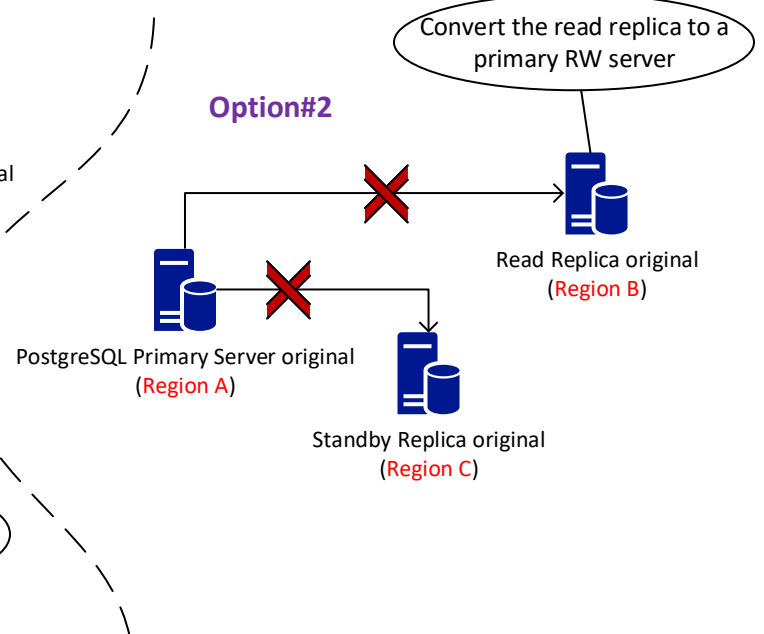 Convert the read replica to a
primary RW server
Option#2
al
Read Replica original
(Region B)
PostgreSQL Primary Server original
(Region A)
Standby Replica original
(Region C)